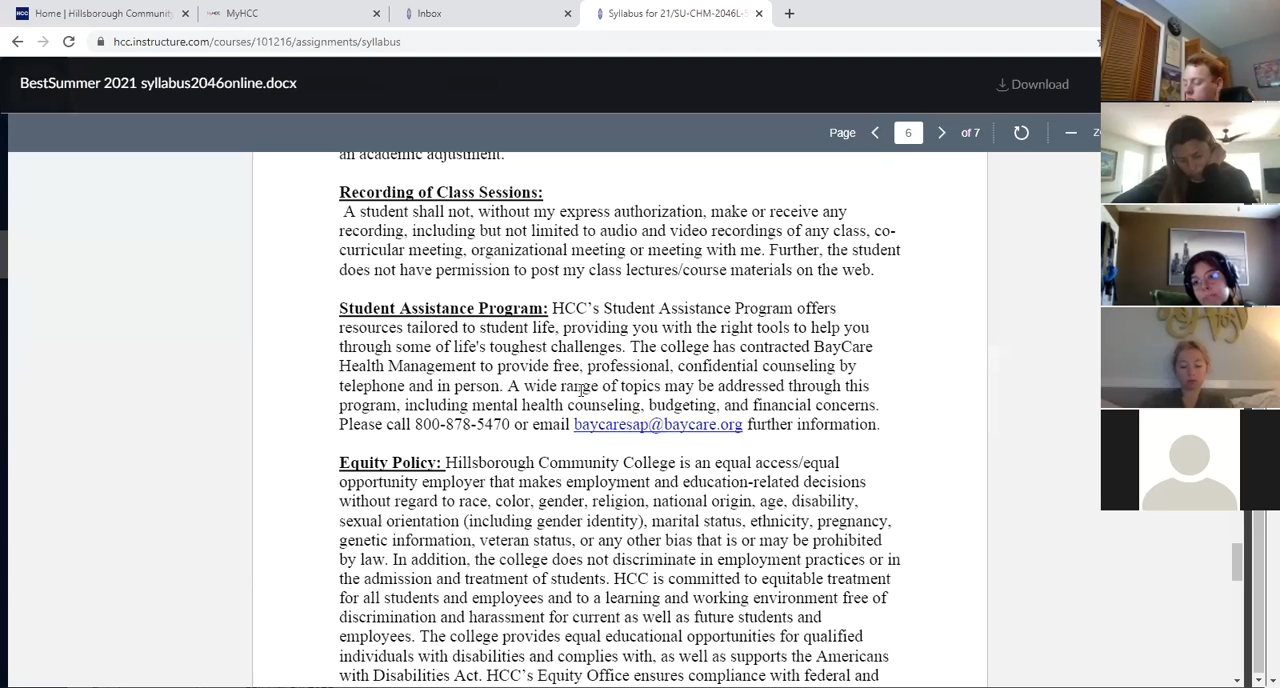 Home | Hillsborough Community
MyHCC
Inbox
Syllabus for 21/SU-CHM-2046L-
hcc.instructure.com/courses/101216/assignments/syllabus
BestSummer 2021 syllabus2046online.docx
Download
Page 6 of 7
an academic adjustment.
Recording of Class Sessions:
A student shall not, without my express authorization, make or receive any
recording, including but not limited to audio and video recordings of any class, co-
curricular meeting, organizational meeting or meeting with me. Further, the student
does not have permission to post my class lectures/course materials on the web.
Student Assistance Program: HCC’s Student Assistance Program offers
resources tailored to student life, providing you with the right tools to help you
through some of life's toughest challenges. The college has contracted BayCare
Health Management to provide free, professional, confidential counseling by
telephone and in person. A wide range of topics may be addressed through this
program, including mental health counseling, budgeting, and financial concerns.
Please call 800-878-5470 or email baycaresap@baycare.org further information.
Equity Policy: Hillsborough Community College is an equal access/equal
opportunity employer that makes employment and education-related decisions
without regard to race, color, gender, religion, national origin, age, disability,
sexual orientation (including gender identity), marital status, ethnicity, pregnancy,
genetic information, veteran status, or any other bias that is or may be prohibited
by law. In addition, the college does not discriminate in employment practices or in
the admission and treatment of students. HCC is committed to equitable treatment
for all students and employees and to a learning and working environment free of
discrimination and harassment for current as well as future students and
employees. The college provides equal educational opportunities for qualified
individuals with disabilities and complies with, as well as supports the Americans
with Disabilities Act. HCC’s Equity Office ensures compliance with federal and